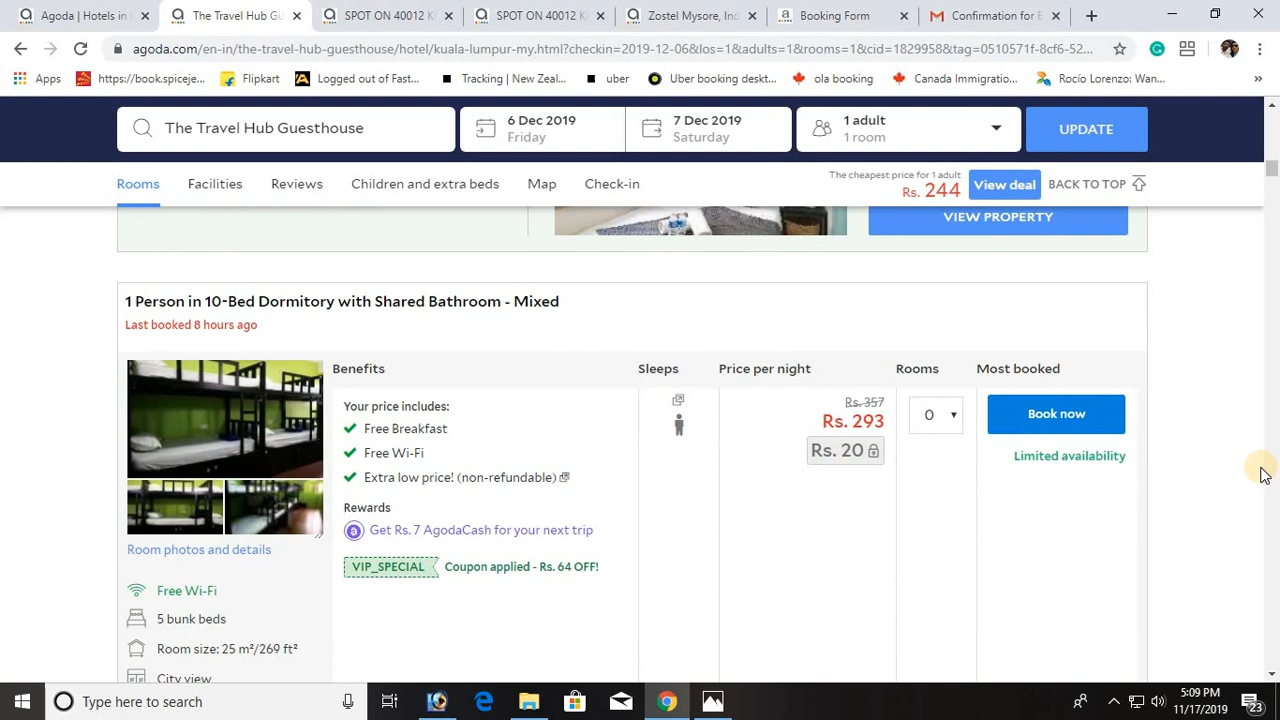 Agoda | Hotels in
The Travel Hub Gu
SPOT ON 40012 K
SPOT ON 40012 K
Zostel Mysore, Ind
Booking Form
Confirmation for E
agoda.com/en-in/the-travel-hub-guesthouse/hotel/kuala-lumpur-my.html?checkin=2019-12-06&los=1&adults=1&rooms=1&cid=1829958&tag=0510571f-8cf6-52...
Apps
https://book.spiceje...
Flipkart
Logged out of Fast...
Tracking | New Zeal...
uber
Uber booking deskt...
ola booking
Canada Immigratio...
Rocío Lorenzo: Wan...
»
The Travel Hub Guesthouse
6 Dec 2019
Friday
7 Dec 2019
Saturday
1 adult
1 room
UPDATE
Rooms
Facilities
Reviews
Children and extra beds
Map
Check-in
The cheapest price for 1 adult
Rs. 244
View deal
BACK TO TOP
VIEW PROPERTY
1 Person in 10-Bed Dormitory with Shared Bathroom - Mixed
Last booked 8 hours ago
Benefits
Sleeps
Price per night
Rooms
Most booked
Your price includes:
Free Breakfast
Free Wi-Fi
Extra low price! (non-refundable)
Rs. 357
Rs. 293
Rs. 20
0
Book now
Limited availability
Rewards
Get Rs. 7 AgodaCash for your next trip
VIP_SPECIAL
Coupon applied - Rs. 64 OFF!
Room photos and details
Free Wi-Fi
5 bunk beds
Room size: 25 m²/269 ft²
City view
Type here to search
5:09 PM
11/17/2019
23